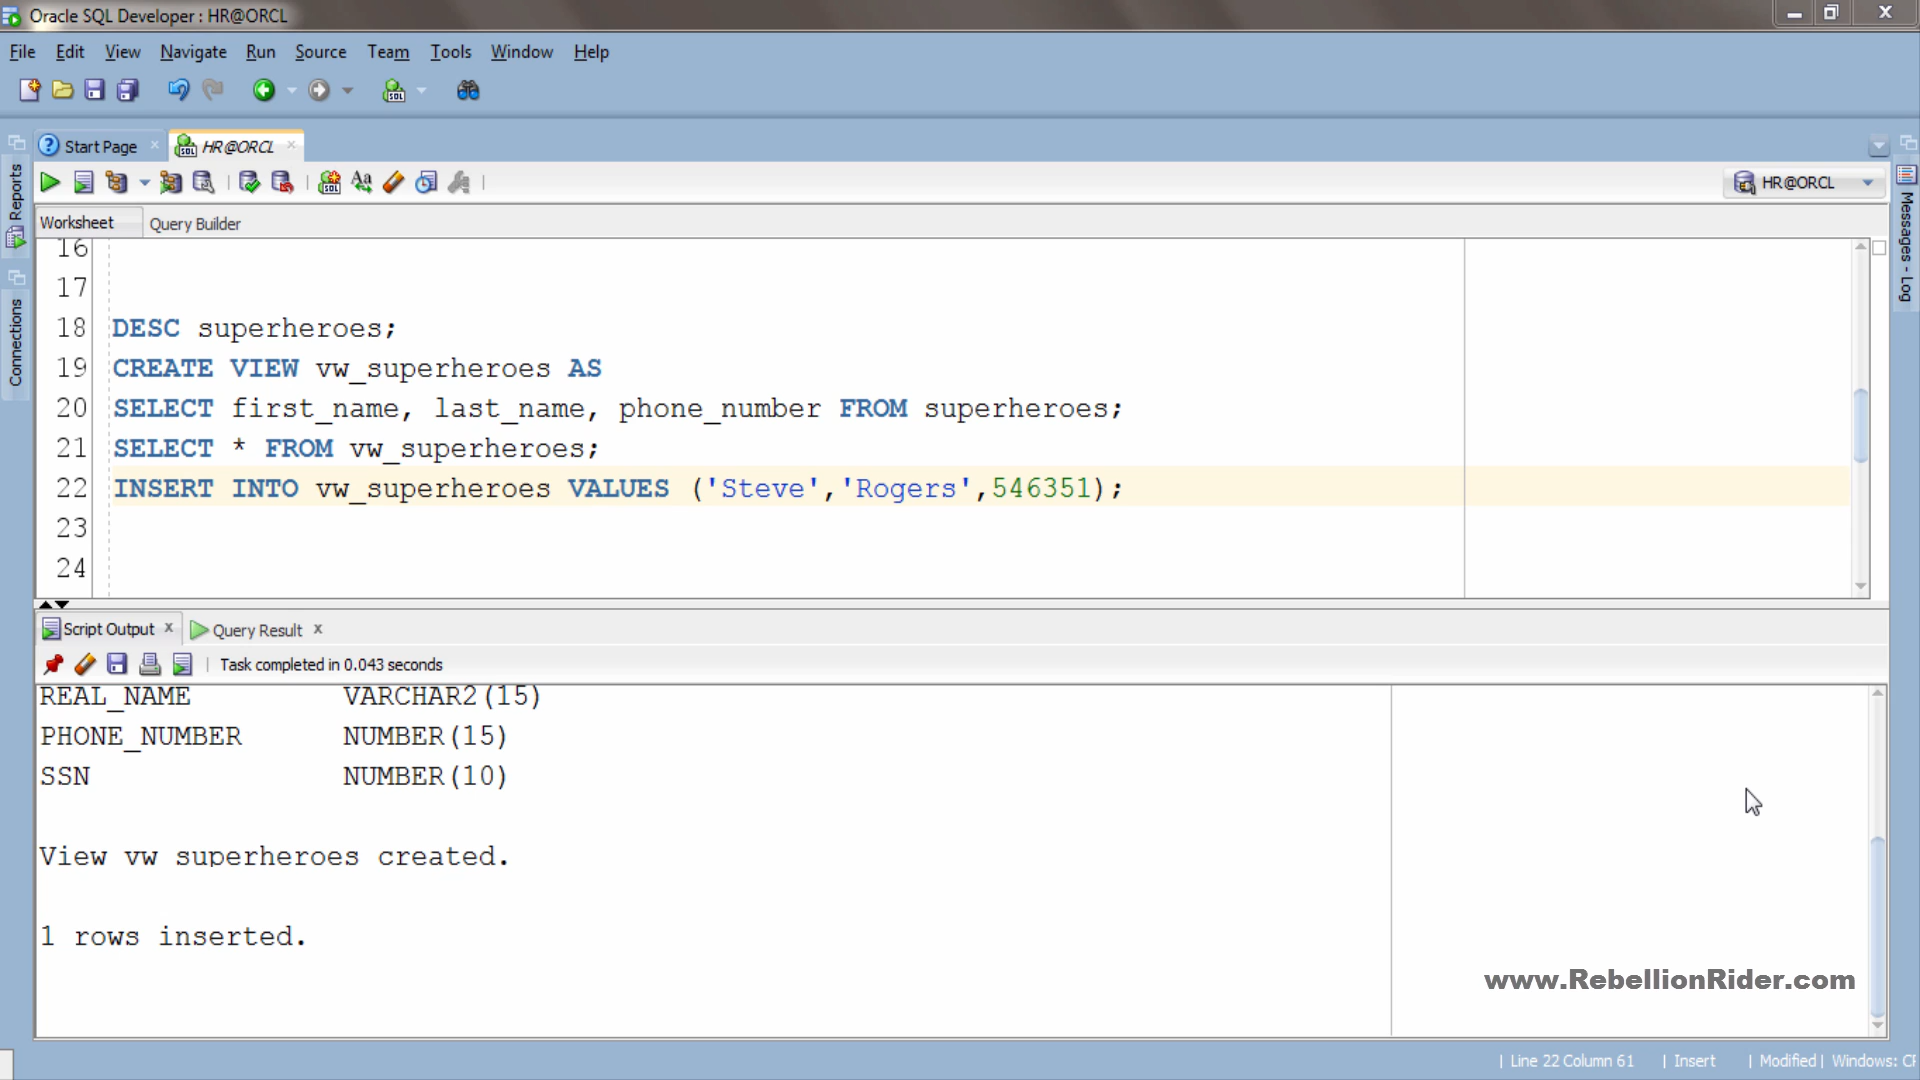 Oracle SQL Developer : HR@ORCL
File Edit View Navigate Run Source Team Tools Window Help
Start Page
HR@ORCL
Reports
Connections
Messages - Log
HR@ORCL
Worksheet Query Builder
16
17
18 DESC superheroes;
19 CREATE VIEW vw_superheroes AS
20 SELECT first_name, last_name, phone_number FROM superheroes;
21 SELECT * FROM vw_superheroes;
22 INSERT INTO vw_superheroes VALUES ('Steve','Rogers',546351);
23
24
Script Output x Query Result x
Task completed in 0.043 seconds
REAL_NAME VARCHAR2(15)
PHONE_NUMBER NUMBER(15)
SSN NUMBER(10)
View vw superheroes created.
1 rows inserted.
www.RebellionRider.com
| Line 22 Column 61 | Insert | Modified | Windows: